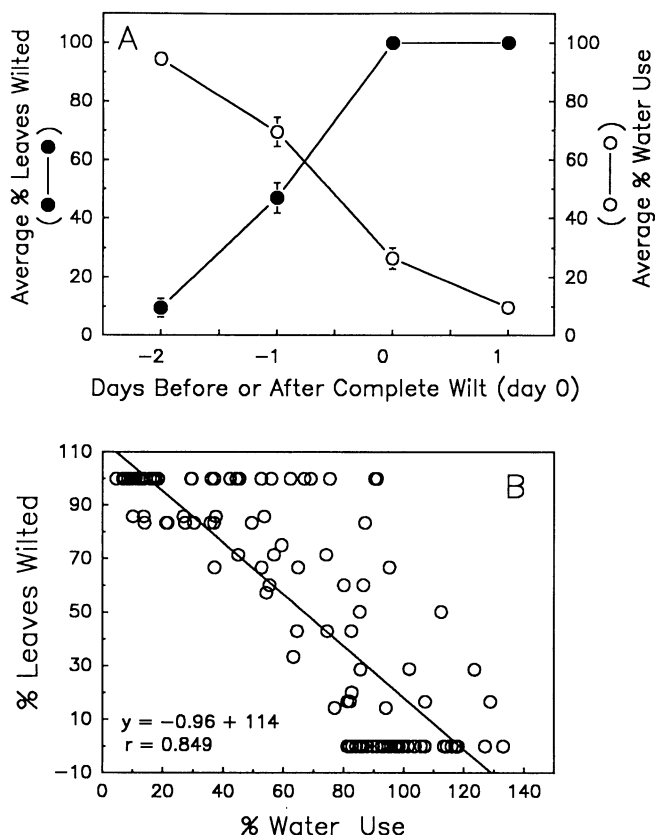 A
100
80
60
40
20
0
Average % Leaves Wilted
(●—●)
100
80
60
40
20
0
Average % Water Use
(○—○)
-2 -1 0 1
Days Before or After Complete Wilt (day 0)
B
110
90
70
50
30
10
-10
% Leaves Wilted
y = -0.96 + 114
r = 0.849
0 20 40 60 80 100 120 140
% Water Use